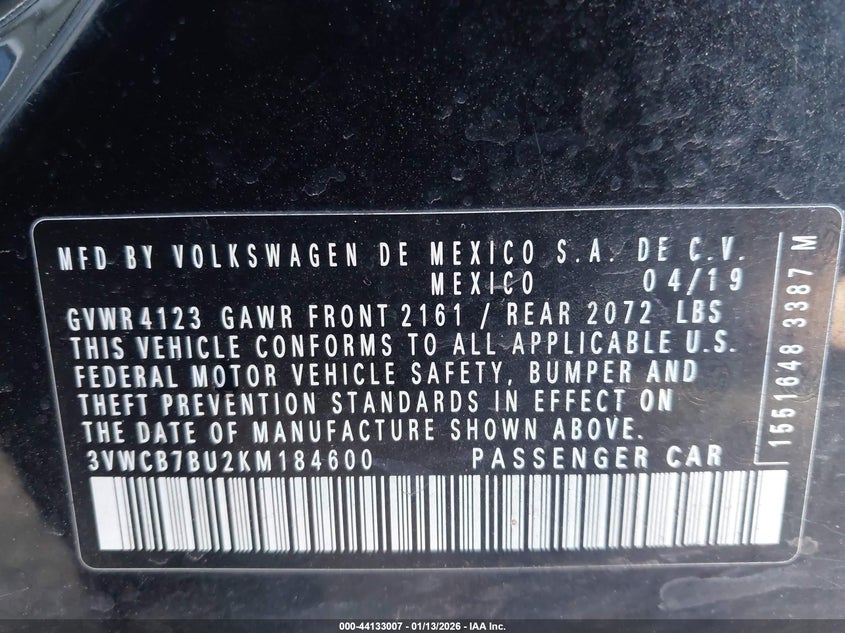 MFD BY VOLKSWAGEN DE MEXICO S.A. DE C.V.
MEXICO 04/19
GVWR 4123 GAWR FRONT 2161 / REAR 2072 LBS
THIS VEHICLE CONFORMS TO ALL APPLICABLE U.S.
FEDERAL MOTOR VEHICLE SAFETY, BUMPER AND
THEFT PREVENTION STANDARDS IN EFFECT ON
THE DATE OF MANUFACTURE SHOWN ABOVE.
3VWCB7BU2KM184600 PASSENGER CAR
1551648 3387 M
000-44133007 - 01/13/2026 - IAA Inc.